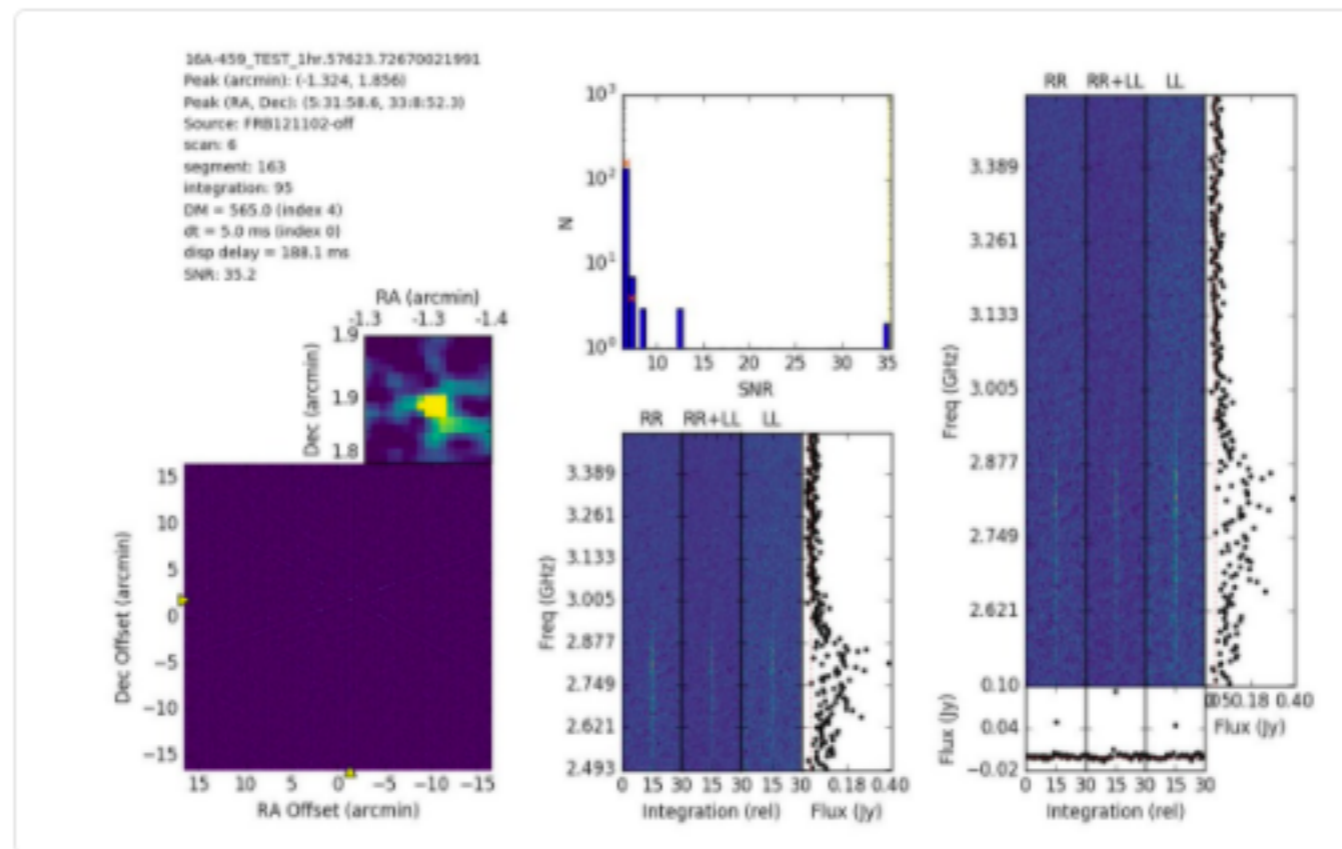 16A-459_TEST_1hr.57623.72670021991
Peak (arcmin): (-1.324, 1.856)
Peak (RA, Dec): (5:31:58.6, 33:8:52.3)
Source: FRB121102-off
scan: 6
segment: 163
integration: 95
DM = 565.0 (index 4)
dt = 5.0 ms (index 0)
disp delay = 188.1 ms
SNR: 35.2
RA (arcmin)
-1.3 -1.3 -1.4
1.9
1.9
1.8
Dec (arcmin)
15
10
5
0
−5
−10
−15
Dec Offset (arcmin)
15 10 5 0 −5 −10 −15
RA Offset (arcmin)
10³
10²
10¹
10⁰
N
10 15 20 25 30 35
SNR
RR RR+LL LL
3.389
3.261
3.133
3.005
2.877
2.749
2.621
2.493
Freq (GHz)
0 15 30 15 30 15 30 0.18 0.40
Integration (rel) Flux (Jy)
RR RR+LL LL
3.389
3.261
3.133
3.005
2.877
2.749
2.621
Freq (GHz)
0.18 0.40
Flux (Jy)
0.10
0.04
−0.02
Flux (Jy)
0 15 30 15 30 15 30
Integration (rel)